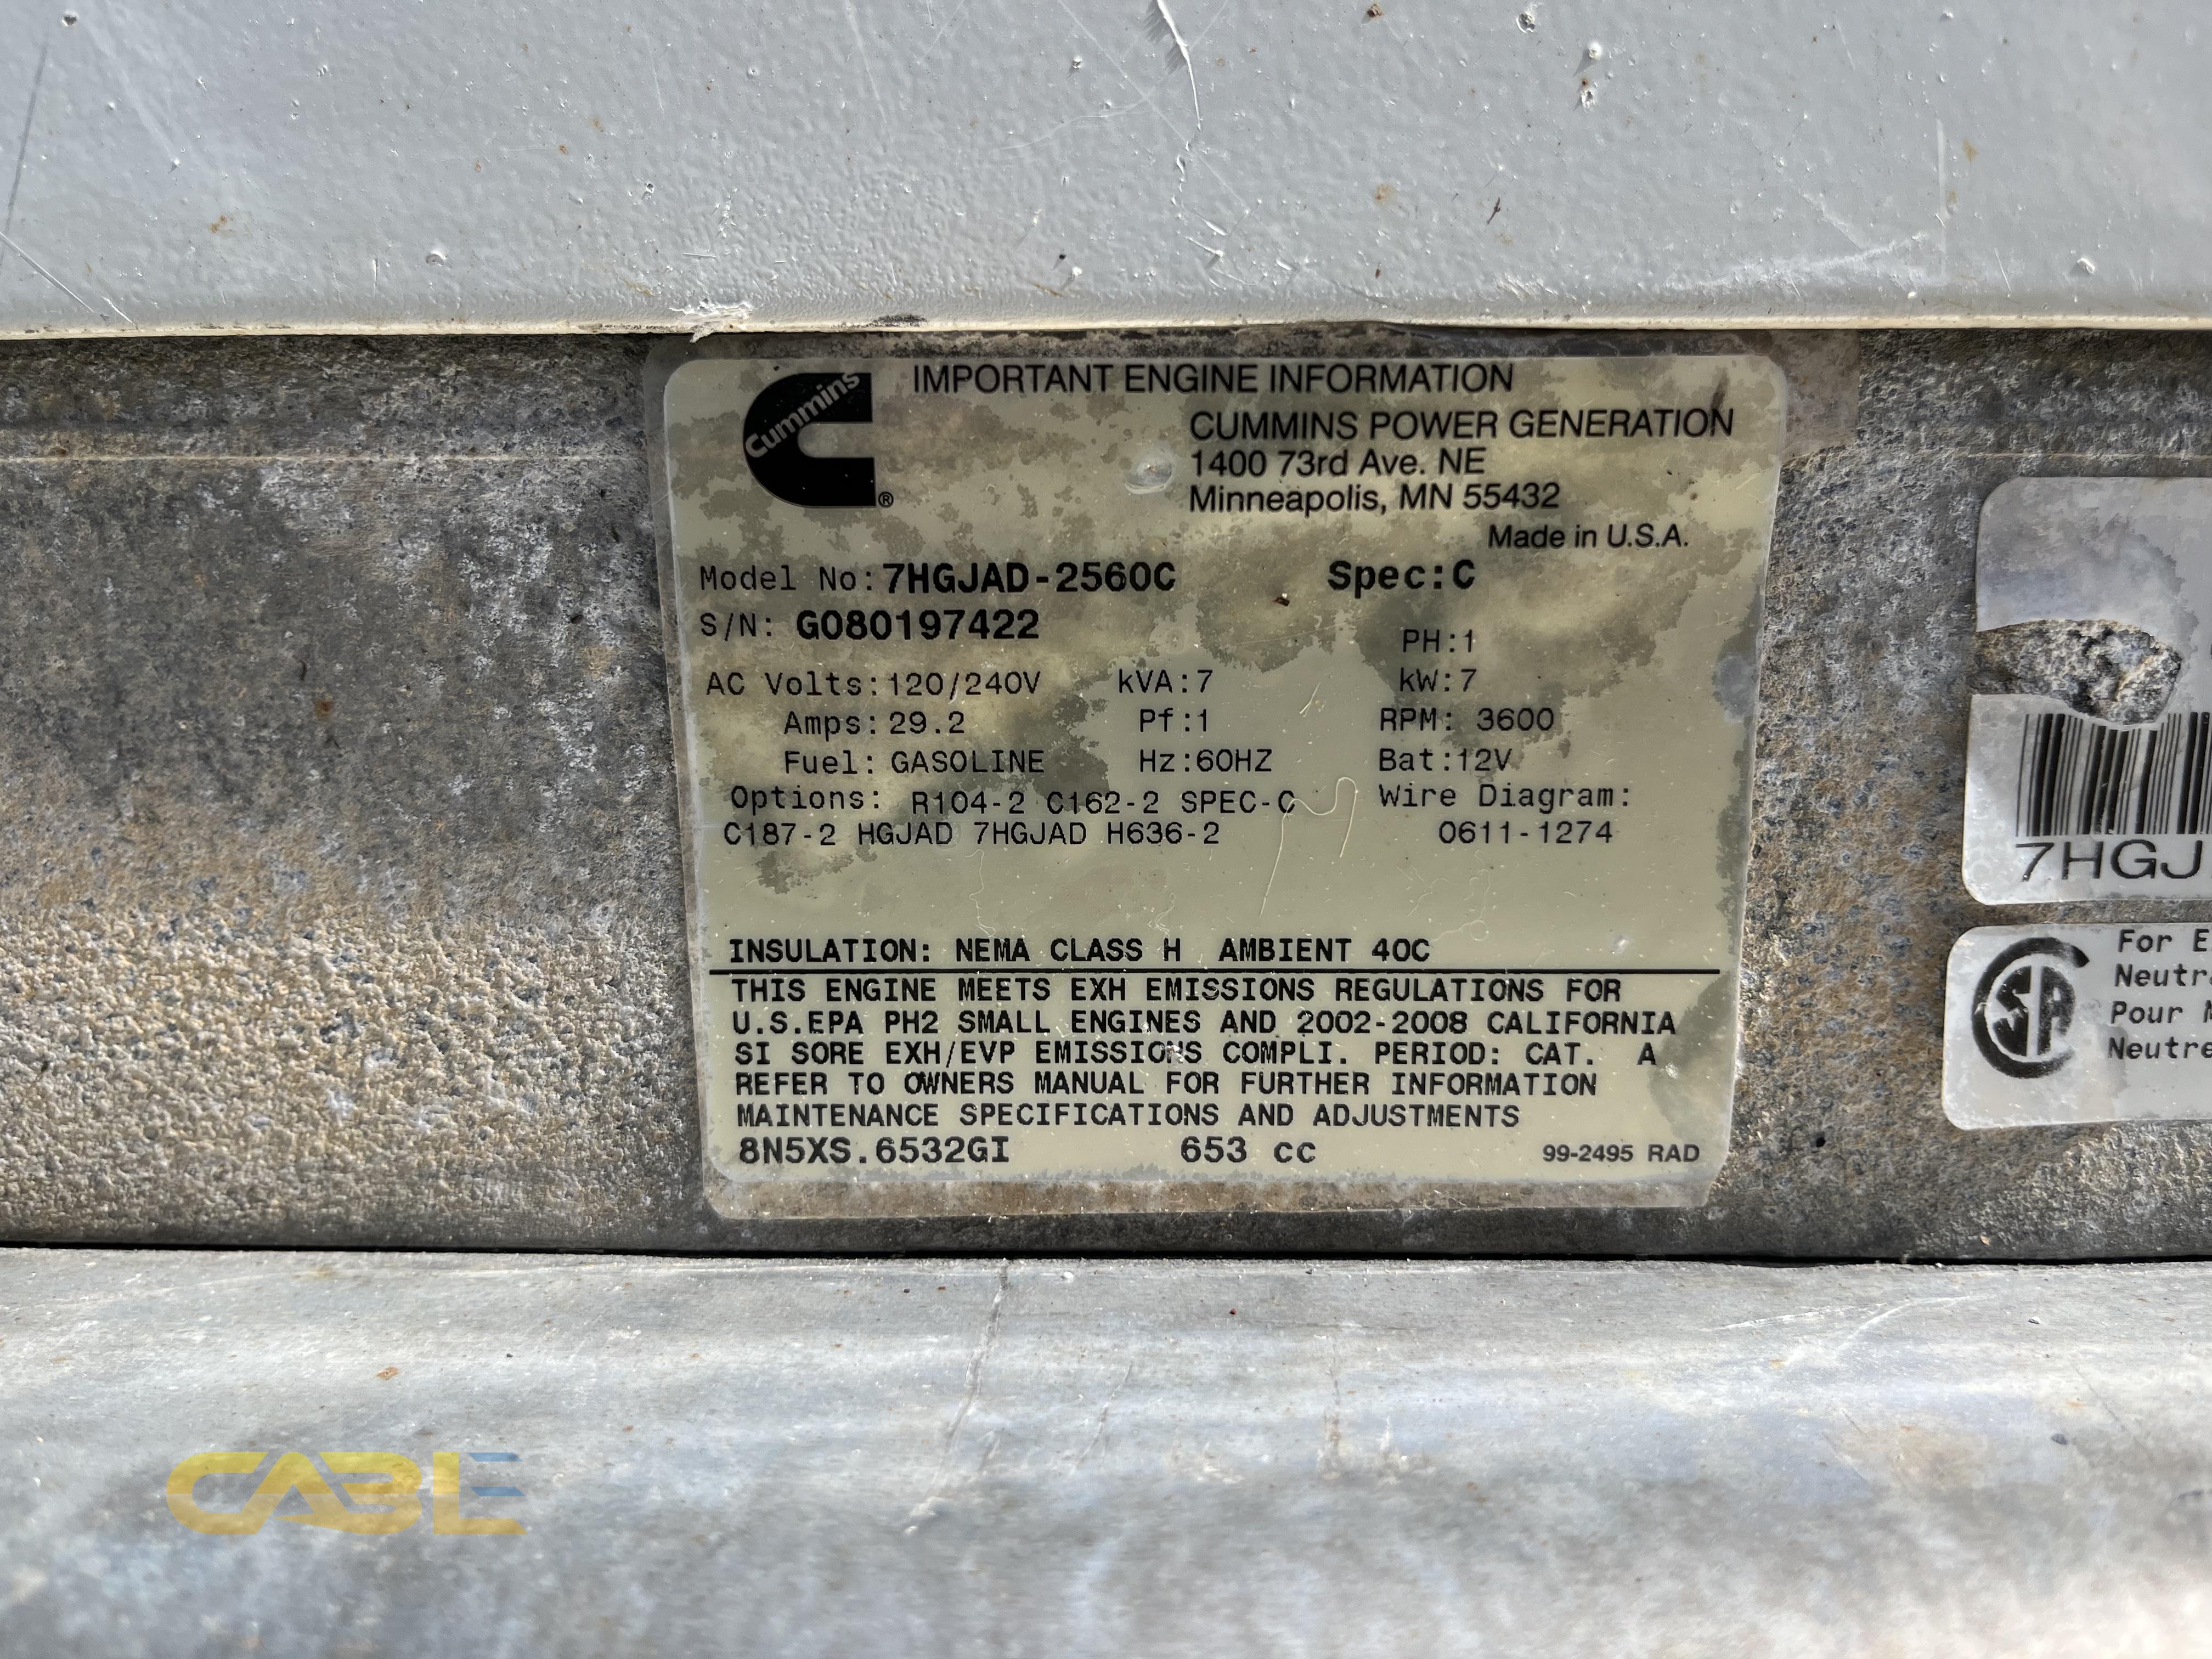 Cummins
®
IMPORTANT ENGINE INFORMATION
CUMMINS POWER GENERATION
1400 73rd Ave. NE
Minneapolis, MN 55432
Made in U.S.A.
Model No: 7HGJAD-2560C Spec:C
S/N: G080197422
PH:1
AC Volts:120/240V kVA:7 kW:7
Amps:29.2 Pf:1 RPM: 3600
Fuel: GASOLINE Hz:60HZ Bat:12V
Options: R104-2 C162-2 SPEC-C Wire Diagram:
C187-2 HGJAD 7HGJAD H636-2 0611-1274
INSULATION: NEMA CLASS H AMBIENT 40C
THIS ENGINE MEETS EXH EMISSIONS REGULATIONS FOR
U.S.EPA PH2 SMALL ENGINES AND 2002-2008 CALIFORNIA
SI SORE EXH/EVP EMISSIONS COMPLI. PERIOD: CAT. A
REFER TO OWNERS MANUAL FOR FURTHER INFORMATION
MAINTENANCE SPECIFICATIONS AND ADJUSTMENTS
8N5XS.6532GI 653 cc 99-2495 RAD
7HGJ
SA
For E
Neutr
Pour
Neutre
CABLE